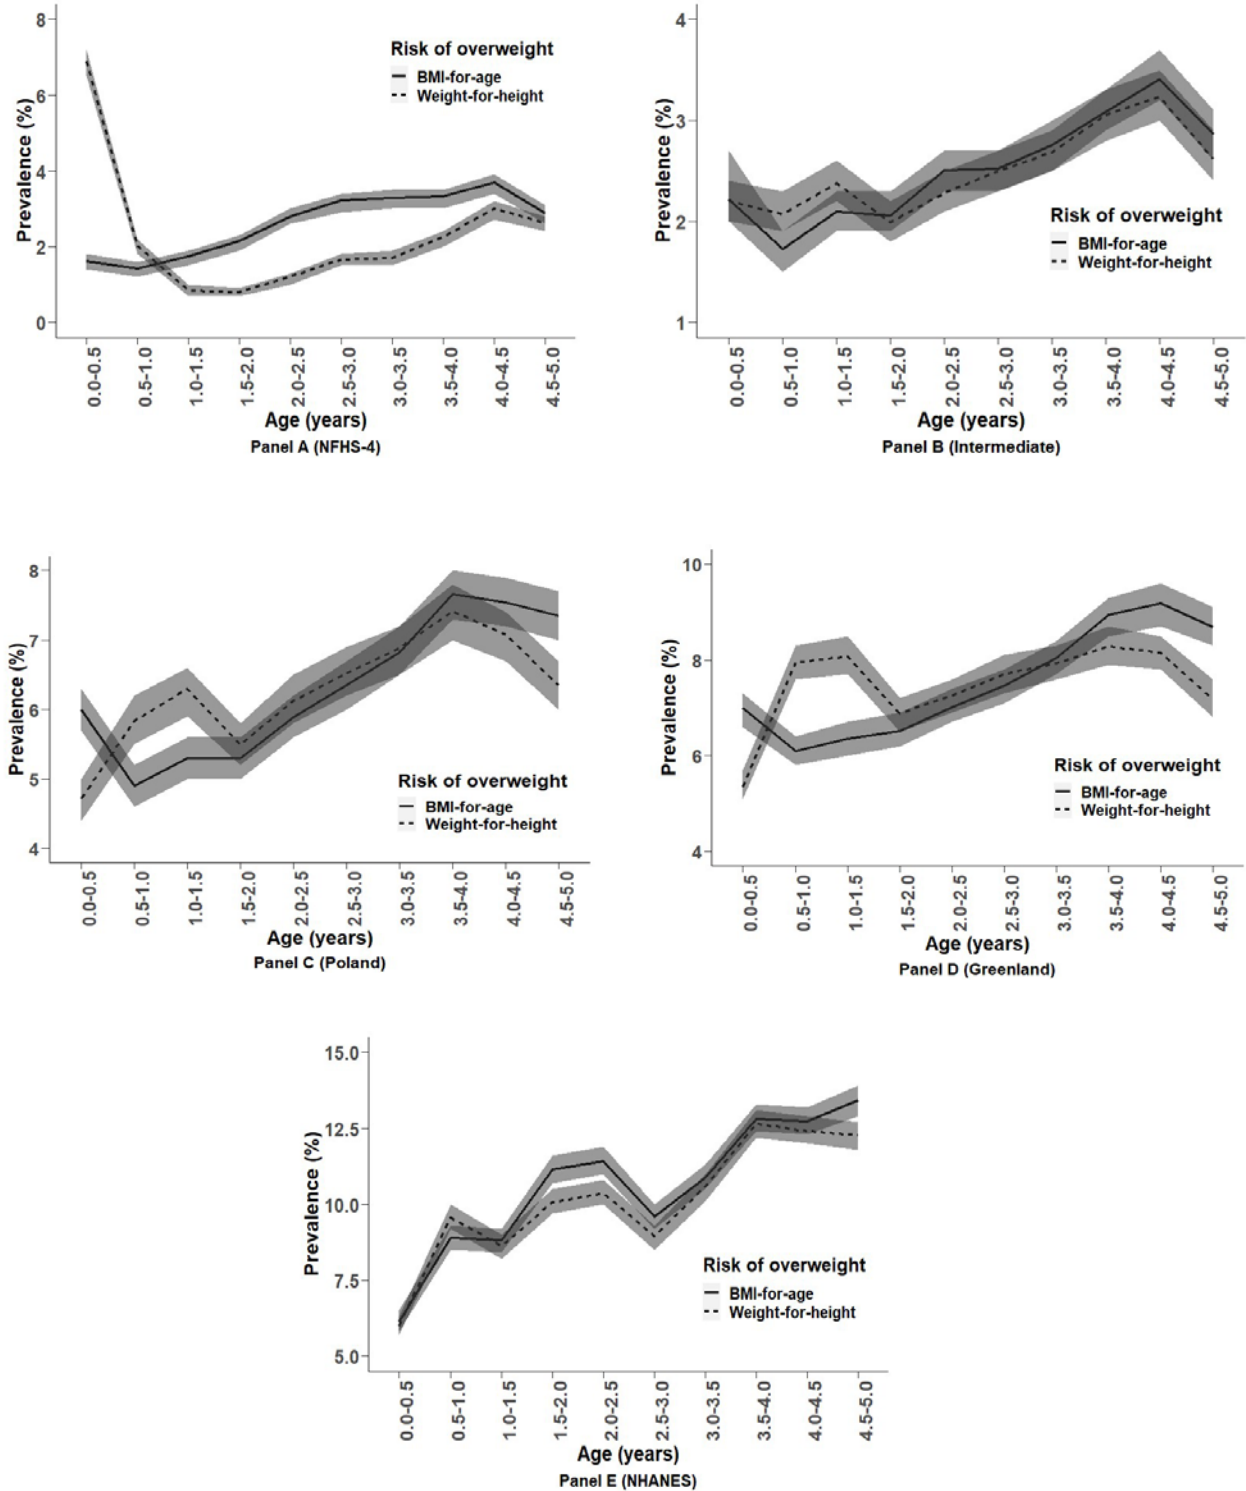 8
6
4
2
0
Prevalence (%)
Risk of overweight
BMI-for-age
Weight-for-height
0.0-0.5
0.5-1.0
1.0-1.5
1.5-2.0
2.0-2.5
2.5-3.0
3.0-3.5
3.5-4.0
4.0-4.5
4.5-5.0
Age (years)
Panel A (NFHS-4)
4
3
2
1
Prevalence (%)
Risk of overweight
BMI-for-age
Weight-for-height
0.0-0.5
0.5-1.0
1.0-1.5
1.5-2.0
2.0-2.5
2.5-3.0
3.0-3.5
3.5-4.0
4.0-4.5
4.5-5.0
Age (years)
Panel B (Intermediate)
8
7
6
5
4
Prevalence (%)
Risk of overweight
BMI-for-age
Weight-for-height
0.0-0.5
0.5-1.0
1.0-1.5
1.5-2.0
2.0-2.5
2.5-3.0
3.0-3.5
3.5-4.0
4.0-4.5
4.5-5.0
Age (years)
Panel C (Poland)
10
8
6
4
Prevalence (%)
Risk of overweight
BMI-for-age
Weight-for-height
0.0-0.5
0.5-1.0
1.0-1.5
1.5-2.0
2.0-2.5
2.5-3.0
3.0-3.5
3.5-4.0
4.0-4.5
4.5-5.0
Age (years)
Panel D (Greenland)
15.0
12.5
10.0
7.5
5.0
Prevalence (%)
Risk of overweight
BMI-for-age
Weight-for-height
0.0-0.5
0.5-1.0
1.0-1.5
1.5-2.0
2.0-2.5
2.5-3.0
3.0-3.5
3.5-4.0
4.0-4.5
4.5-5.0
Age (years)
Panel E (NHANES)